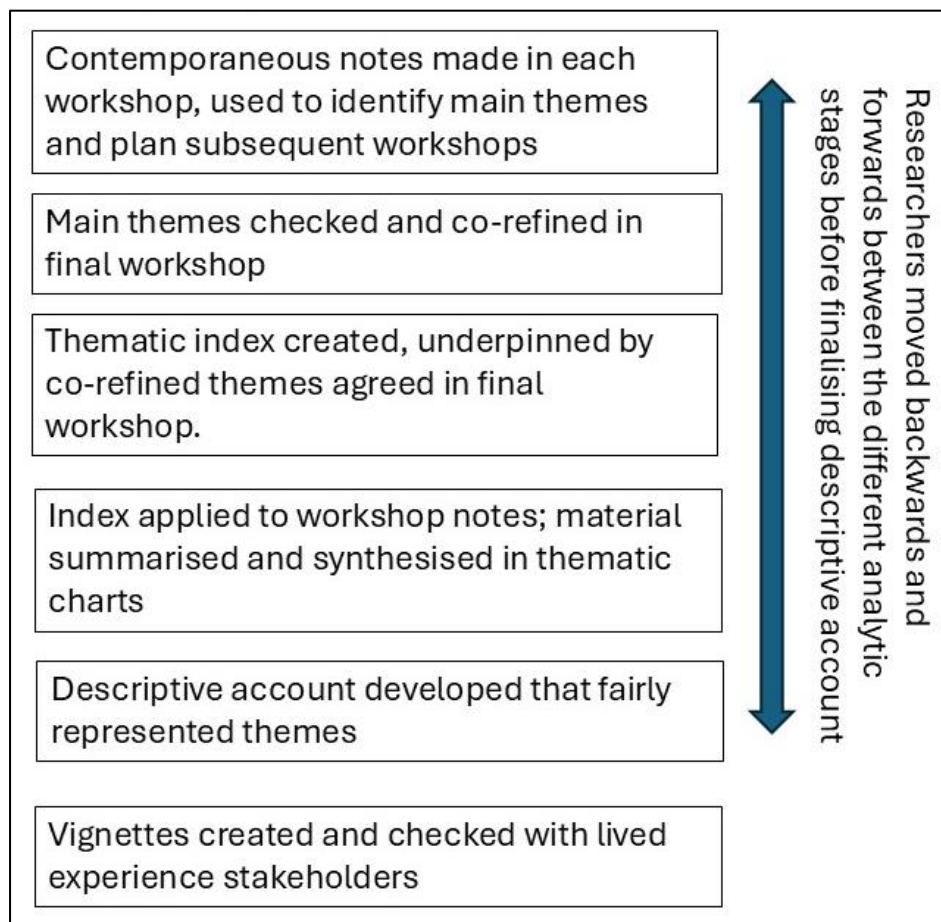 Contemporaneous notes made in each
workshop, used to identify main themes
and plan subsequent workshops
Main themes checked and co-refined in
final workshop
Thematic index created, underpinned by
co-refined themes agreed in final
workshop.
Index applied to workshop notes; material
summarised and synthesised in thematic
charts
Descriptive account developed that fairly
represented themes
Vignettes created and checked with lived
experience stakeholders
Researchers moved backwards and
forwards between the different analytic
stages before finalising descriptive account